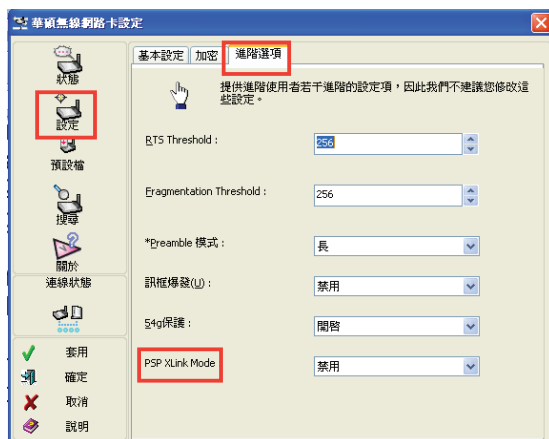 華碩無線網路卡設定
狀態
設定
預設檔
搜尋
關於
連線狀態
套用
確定
取消
說明
基本設定
加密
進階選項
提供進階使用者若干進階的設定項，因此我們不建議您修改這
些設定。
RTS Threshold :
256
Fragmentation Threshold :
256
*Preamble 模式 :
長
訊框爆發(U) :
禁用
54g保護 :
開啓
PSP XLink Mode
禁用